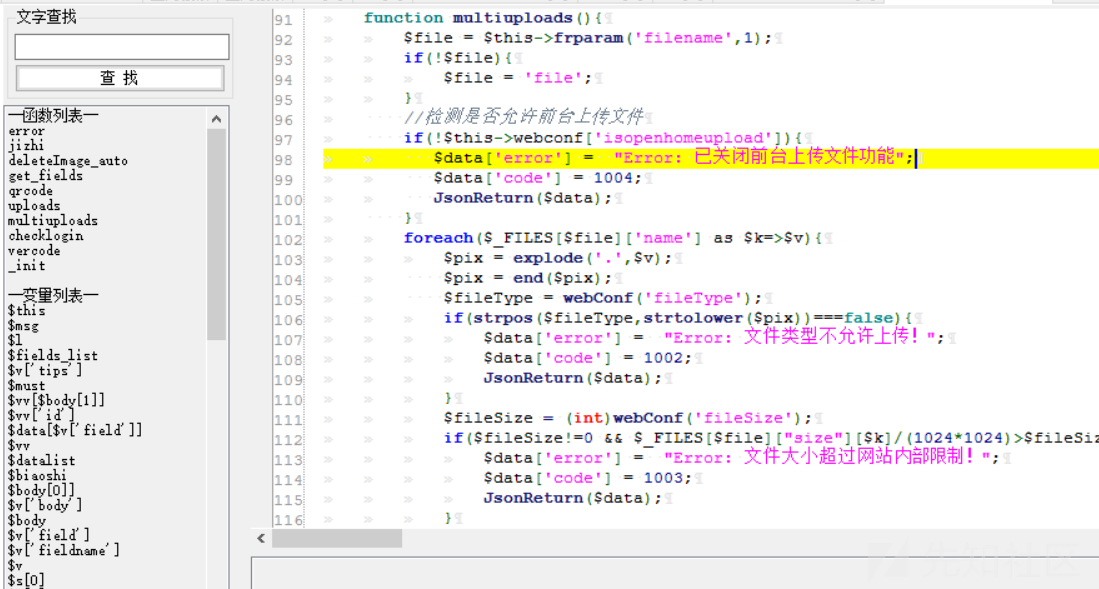 文字查找
查 找
—函数列表—
error
jizhi
deleteImage_auto
get_fields
qrcode
uploads
multiuploads
checklogin
vercode
_init
—变量列表—
$this
$msg
$l
$fields_list
$v['tips']
$must
$vv[$body[1]]
$vv['id']
$data[$v['field']]
$vv
$datalist
$biaoshi
$body[0]]
$v['body']
$body
$v['field']
$v['fieldname']
$v
$s[0]
91 function multiuploads(){
92 $file = $this->frparam('filename',1);
93 if(!$file){
94 $file = 'file';
95 }
96 //检测是否允许前台上传文件
97 if(!$this->webconf['isopenhomeupload']){
98 $data['error'] = "Error: 已关闭前台上传文件功能";
99 $data['code'] = 1004;
100 JsonReturn($data);
101 }
102 foreach($_FILES[$file]['name'] as $k=>$v){
103 $pix = explode('.',$v);
104 $pix = end($pix);
105 $fileType = webConf('fileType');
106 if(strpos($fileType,strtolower($pix))===false){
107 $data['error'] = "Error: 文件类型不允许上传！";
108 $data['code'] = 1002;
109 JsonReturn($data);
110 }
111 $fileSize = (int)webConf('fileSize');
112 if($fileSize!=0 && $_FILES[$file]["size"][$k]/(1024*1024)>$fileSiz
113 $data['error'] = "Error: 文件大小超过网站内部限制！";
114 $data['code'] = 1003;
115 JsonReturn($data);
116 }
先知社区